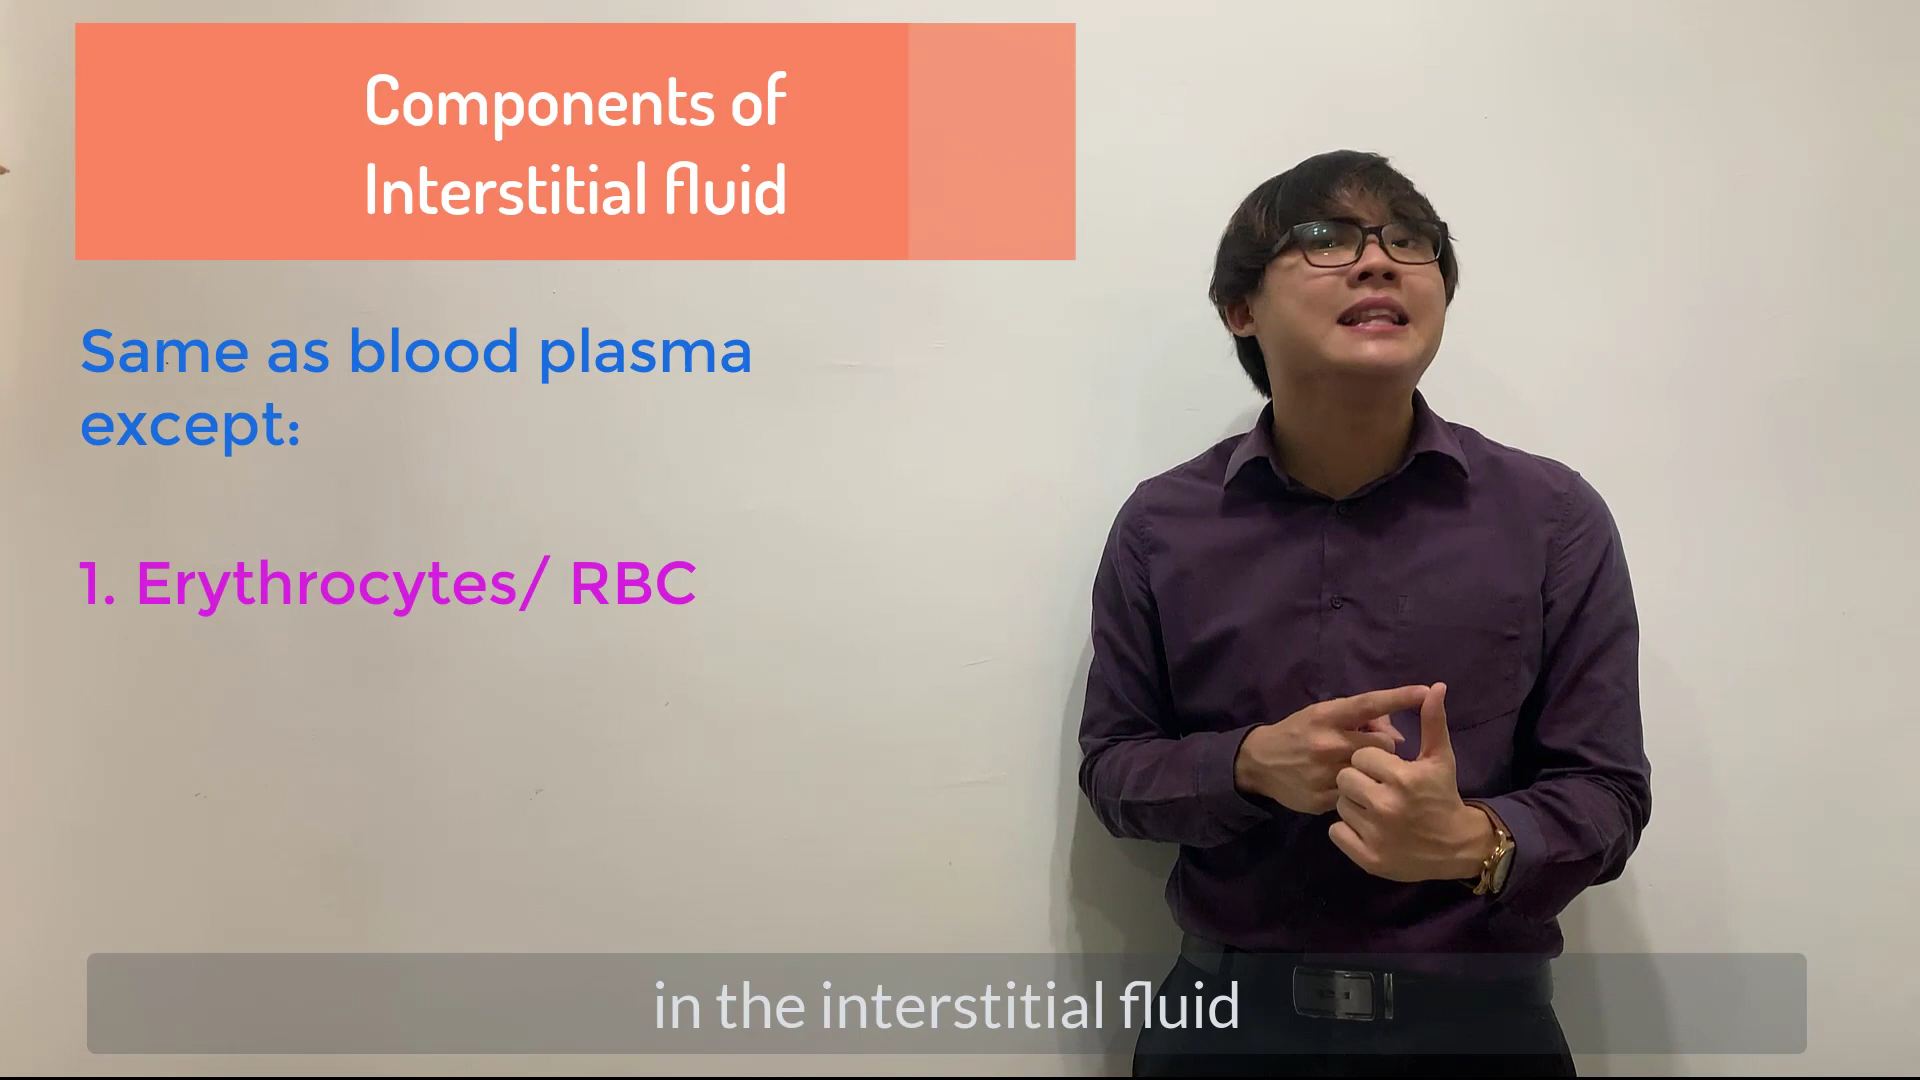 Components of
Interstitial fluid
Same as blood plasma
except:
1. Erythrocytes/ RBC
in the interstitial fluid